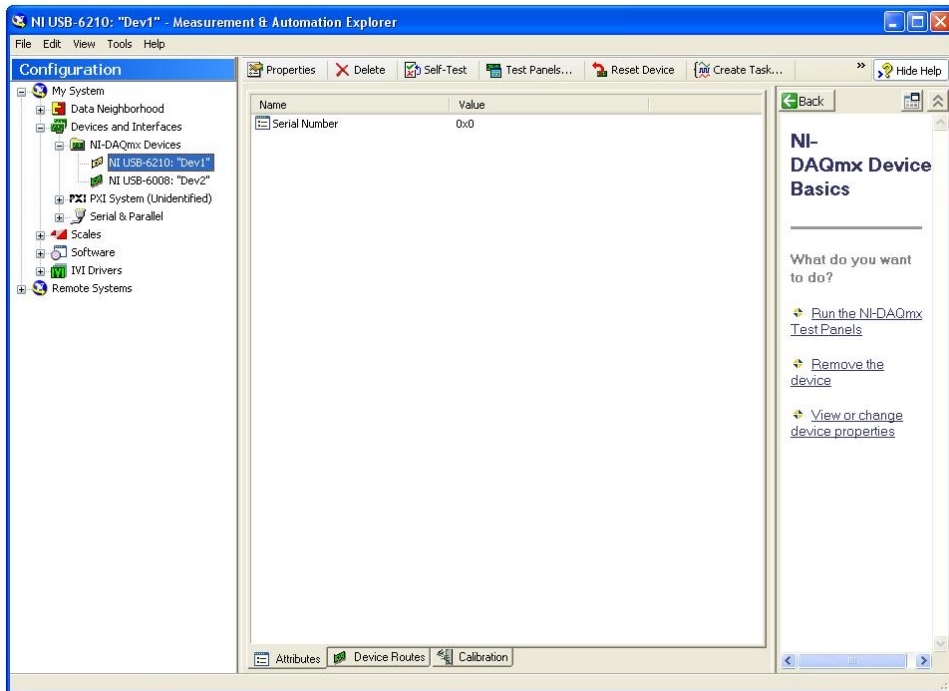 NI USB-6210: "Dev1" - Measurement & Automation Explorer
File Edit View Tools Help
Configuration
My System
Data Neighborhood
Devices and Interfaces
NI-DAQmx Devices
NI USB-6210: "Dev1"
NI USB-6008: "Dev2"
PXI PXI System (Unidentified)
Serial & Parallel
Scales
Software
IVI Drivers
Remote Systems
Properties Delete Self-Test Test Panels... Reset Device Create Task... » Hide Help
Name Value
Serial Number 0x0
Attributes Device Routes Calibration
Back
NI-
DAQmx Device
Basics
What do you want
to do?
Run the NI-DAQmx
Test Panels
Remove the
device
View or change
device properties